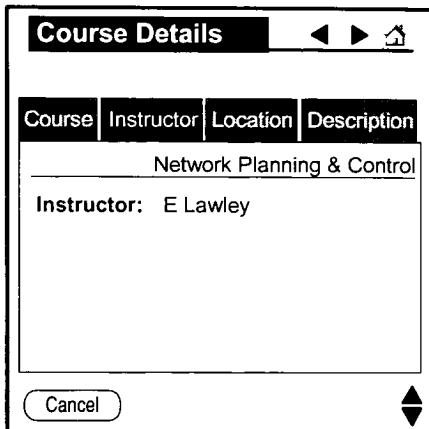 Course Details
Course Instructor Location Description
Network Planning & Control
Instructor: E Lawley
Cancel